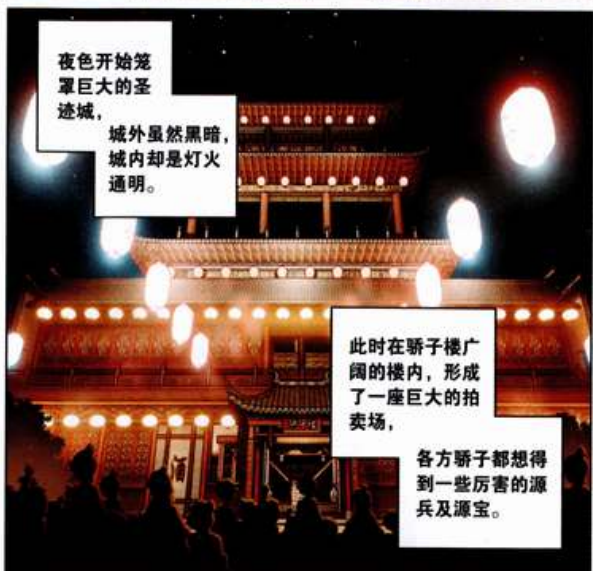 夜色开始笼
罩巨大的圣
迹城，
城外虽然黑暗，
城内却是灯火
通明。
酒
此时在骄子楼广
阔的楼内，形成
了一座巨大的拍
卖场，
各方骄子都想得
到一些厉害的源
兵及源宝。